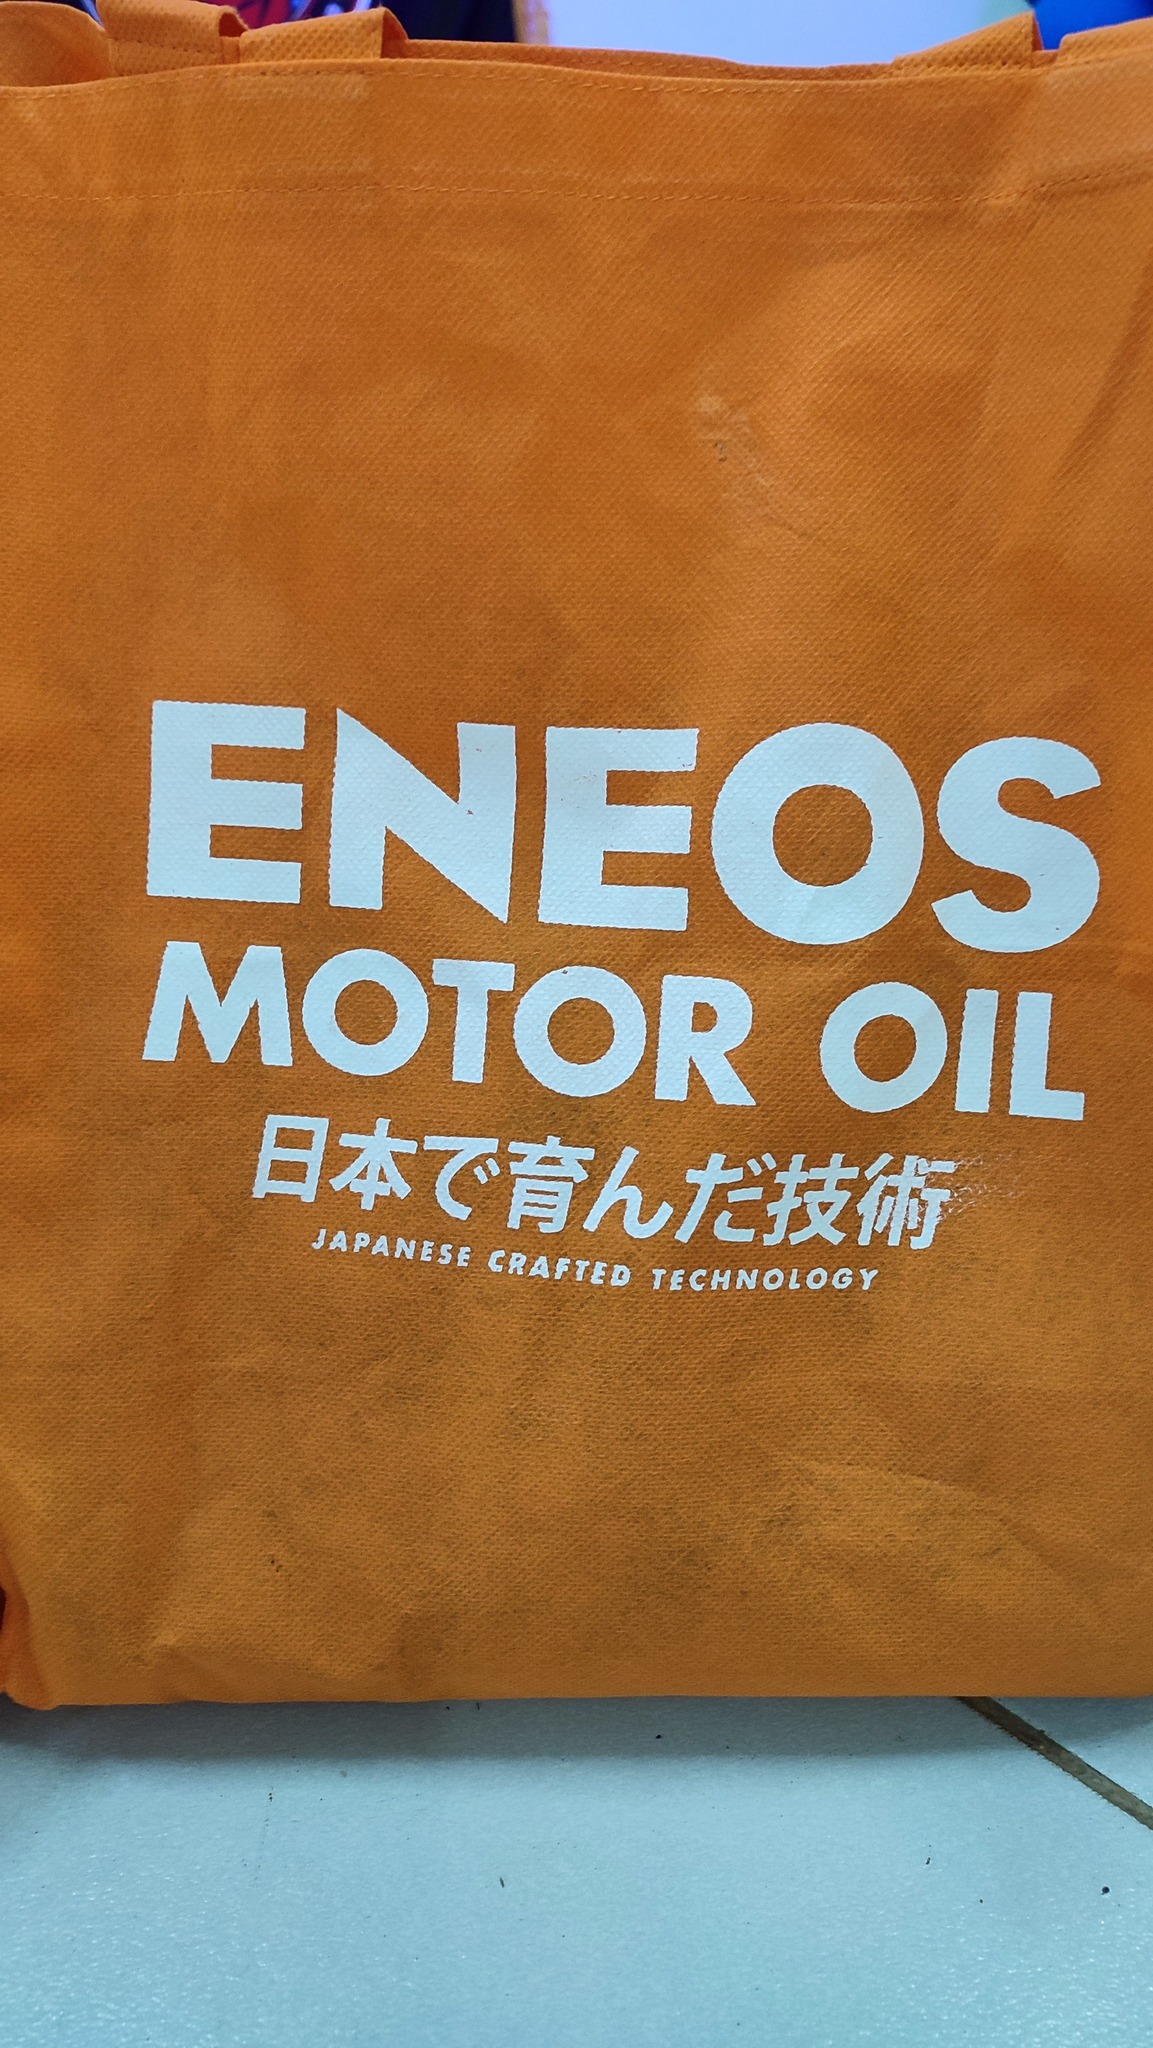 ENEOS
MOTOR OIL
日本で育んだ技術
JAPANESE CRAFTED TECHNOLOGY